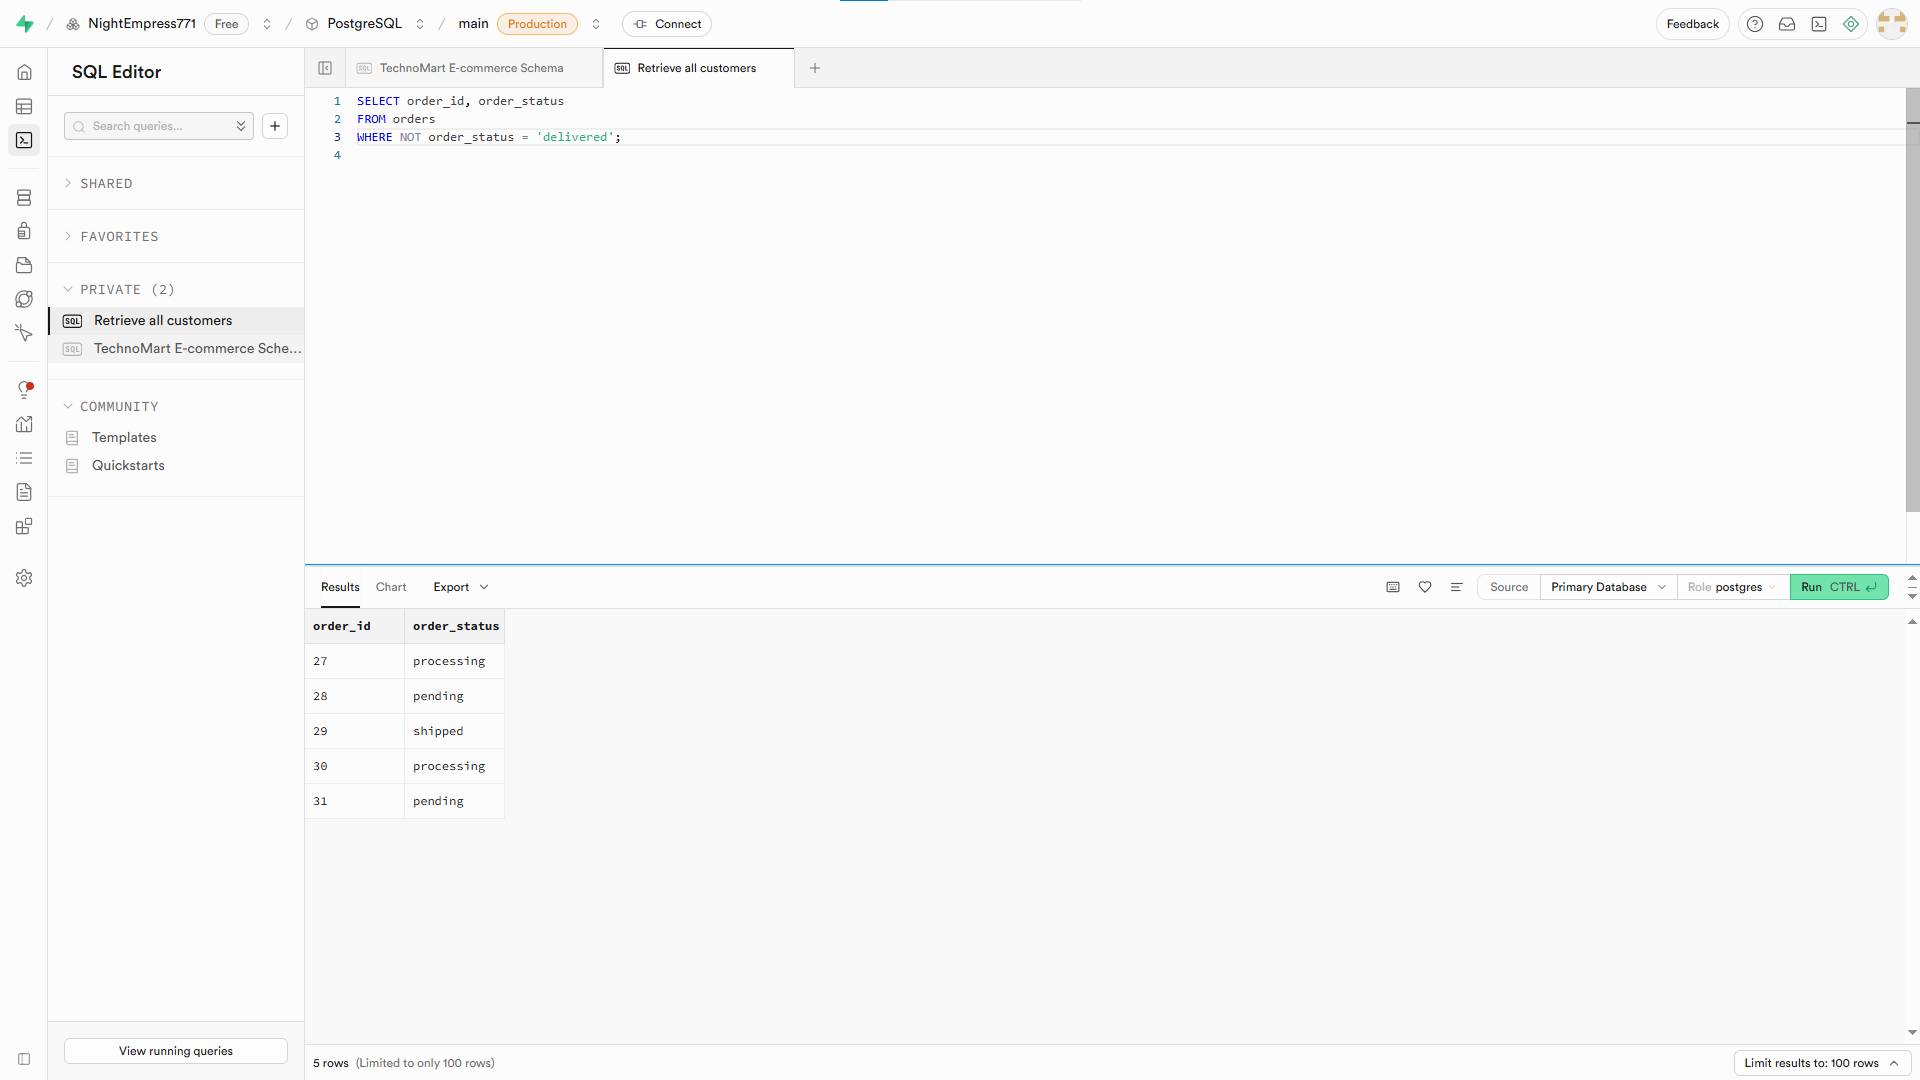 NightEmpress771 Free PostgreSQL main Production Connect Feedback
SQL Editor
TechnoMart E-commerce Schema
Retrieve all customers
Search queries...
SHARED
FAVORITES
PRIVATE (2)
SQL Retrieve all customers
SQL TechnoMart E-commerce Sche...
COMMUNITY
Templates
Quickstarts
View running queries
1 SELECT order_id, order_status
2 FROM orders
3 WHERE NOT order_status = 'delivered';
4
Results Chart Export Source Primary Database Role postgres Run CTRL
order_id order_status
27 processing
28 pending
29 shipped
30 processing
31 pending
5 rows (Limited to only 100 rows) Limit results to: 100 rows